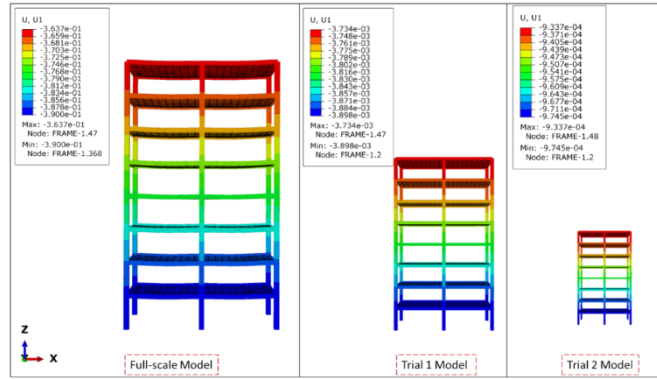 U, U1
-3.637e-01
-3.659e-01
-3.681e-01
-3.703e-01
-3.725e-01
-3.746e-01
-3.768e-01
-3.790e-01
-3.812e-01
-3.834e-01
-3.856e-01
-3.878e-01
-3.900e-01
Max: -3.637e-01
Node: FRAME-1.47
Min: -3.900e-01
Node: FRAME-1.368
Z
X
Full-scale Model
U, U1
-3.734e-03
-3.748e-03
-3.761e-03
-3.775e-03
-3.789e-03
-3.802e-03
-3.816e-03
-3.830e-03
-3.843e-03
-3.857e-03
-3.871e-03
-3.884e-03
-3.898e-03
Max: -3.734e-03
Node: FRAME-1.47
Min: -3.898e-03
Node: FRAME-1.2
Trial 1 Model
U, U1
-9.337e-04
-9.371e-04
-9.405e-04
-9.439e-04
-9.473e-04
-9.507e-04
-9.541e-04
-9.575e-04
-9.609e-04
-9.643e-04
-9.677e-04
-9.711e-04
-9.745e-04
Max: -9.337e-04
Node: FRAME-1.48
Min: -9.745e-04
Node: FRAME-1.2
Trial 2 Model